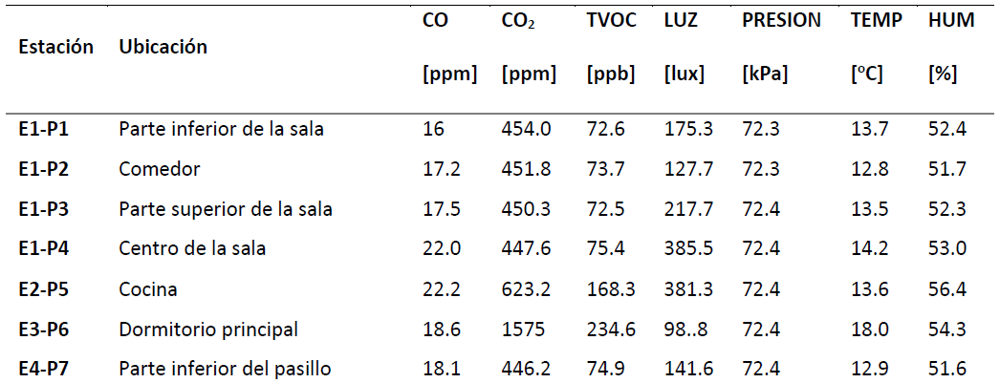 Estación Ubicación CO [ppm] CO₂ [ppm] TVOC [ppb] LUZ [lux] PRESION [kPa] TEMP [°C] HUM [%]
E1-P1 Parte inferior de la sala 16 454.0 72.6 175.3 72.3 13.7 52.4
E1-P2 Comedor 17.2 451.8 73.7 127.7 72.3 12.8 51.7
E1-P3 Parte superior de la sala 17.5 450.3 72.5 217.7 72.4 13.5 52.3
E1-P4 Centro de la sala 22.0 447.6 75.4 385.5 72.4 14.2 53.0
E2-P5 Cocina 22.2 623.2 168.3 381.3 72.4 13.6 56.4
E3-P6 Dormitorio principal 18.6 1575 234.6 98..8 72.4 18.0 54.3
E4-P7 Parte inferior del pasillo 18.1 446.2 74.9 141.6 72.4 12.9 51.6